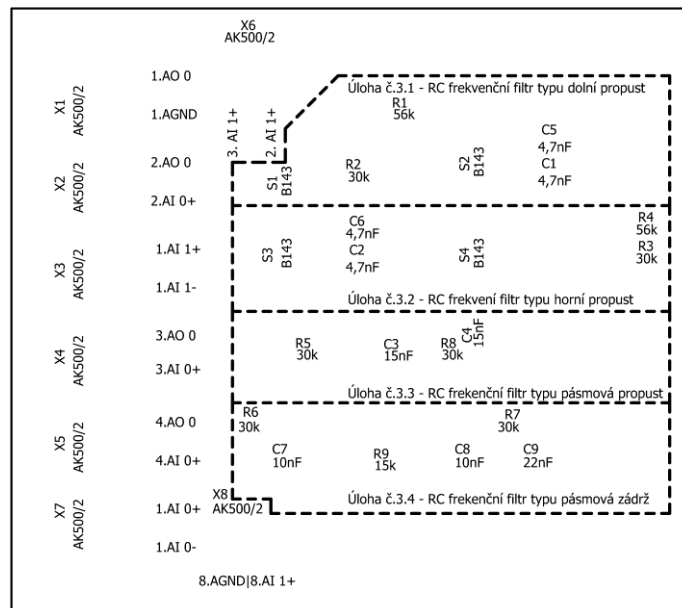 X6
AK500/2
1.AO 0
Úloha č.3.1 - RC frekvenční filtr typu dolní propust
X1
AK500/2
R1
56k
1.AGND
3. AI 1+
2. AI 1+
C5
4,7nF
2.AO 0
X2
AK500/2
S1
B143
R2
30k
S2
B143
C1
4,7nF
2.AI 0+
C6
4,7nF
R4
56k
1.AI 1+
X3
AK500/2
S3
B143
C2
4,7nF
S4
B143
R3
30k
1.AI 1-
Úloha č.3.2 - RC frekvení filtr typu horní propust
3.AO 0
X4
AK500/2
R5
30k
C3
15nF
R8
30k
C4
15nF
3.AI 0+
Úloha č.3.3 - RC frekenční filtr typu pásmová propust
4.AO 0
R6
30k
R7
30k
X5
AK500/2
4.AI 0+
C7
10nF
R9
15k
C8
10nF
C9
22nF
X7
AK500/2
1.AI 0+
X8
AK500/2
Úloha č.3.4 - RC frekenční filtr typu pásmová zádrž
1.AI 0-
8.AGND|8.AI 1+